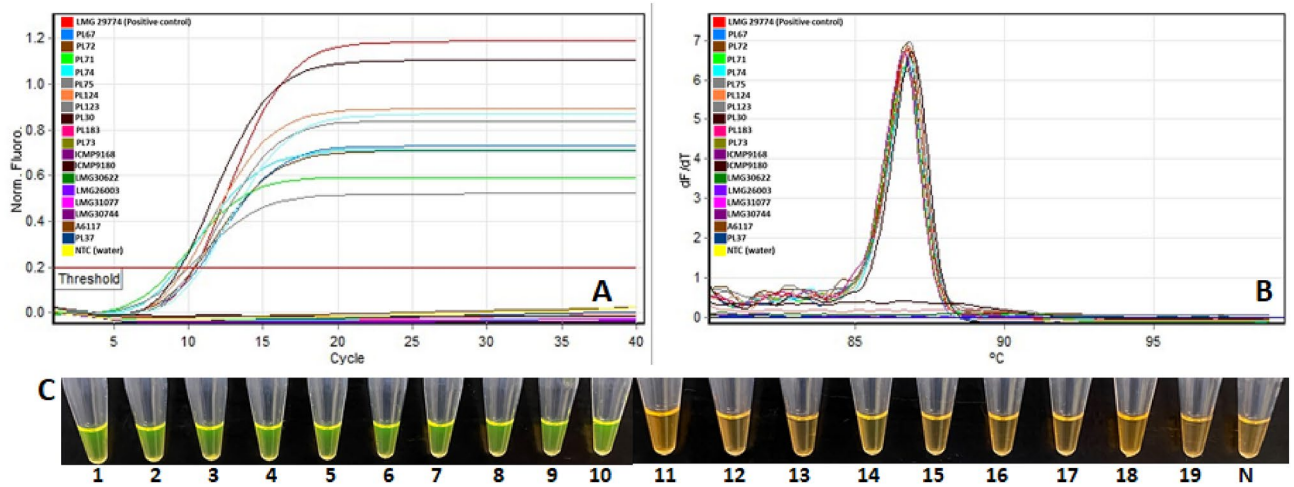 1.2
1.0
0.8
0.6
0.4
0.2
0.0
Norm. Fluoro.
LMG 29774 (Positive control)
PL67
PL72
PL71
PL74
PL75
PL124
PL123
PL30
PL183
PL73
ICMP9168
ICMP9180
LMG30622
LMG26003
LMG31077
LMG30744
A6117
PL37
NTC (water)
Threshold
A
5
10
15
20
25
30
35
40
Cycle
7
6
5
4
3
2
1
0
dF/dT
LMG 29774 (Positive control)
PL67
PL72
PL71
PL74
PL75
PL124
PL123
PL30
PL183
PL73
ICMP9168
ICMP9180
LMG30622
LMG26003
LMG31077
LMG30744
A6117
PL37
NTC (water)
B
85
90
95
ºC
C
1 2 3 4 5 6 7 8 9 10 11 12 13 14 15 16 17 18 19 N